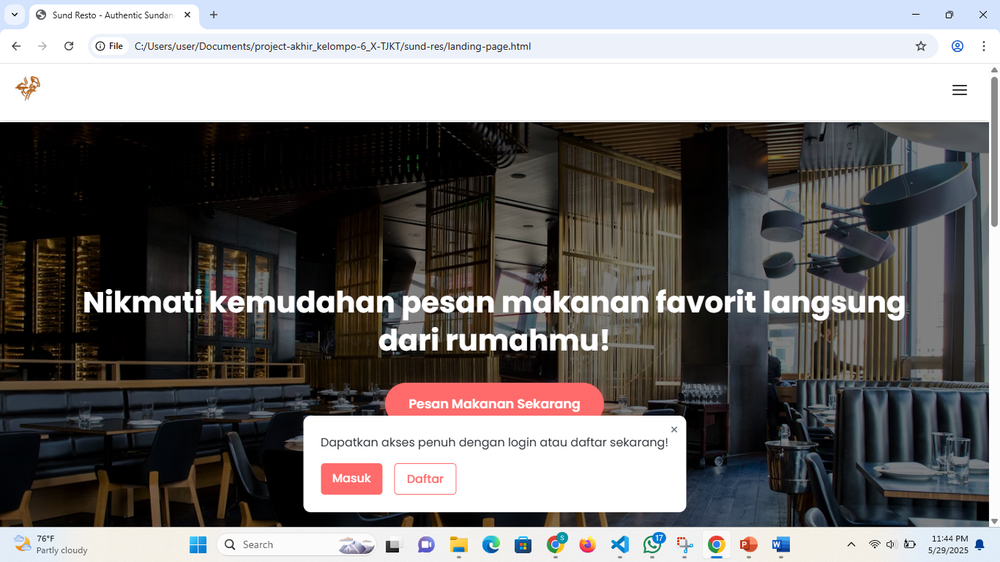 Sund Resto - Authentic Sundan
File
C:/Users/user/Documents/project-akhir_kelompo-6_X-TJKT/sund-res/landing-page.html
Nikmati kemudahan pesan makanan favorit langsung
dari rumahmu!
Pesan Makanan Sekarang
Dapatkan akses penuh dengan login atau daftar sekarang!
Masuk
Daftar
76°F
Partly cloudy
Search
S
17
11:44 PM
5/29/2025